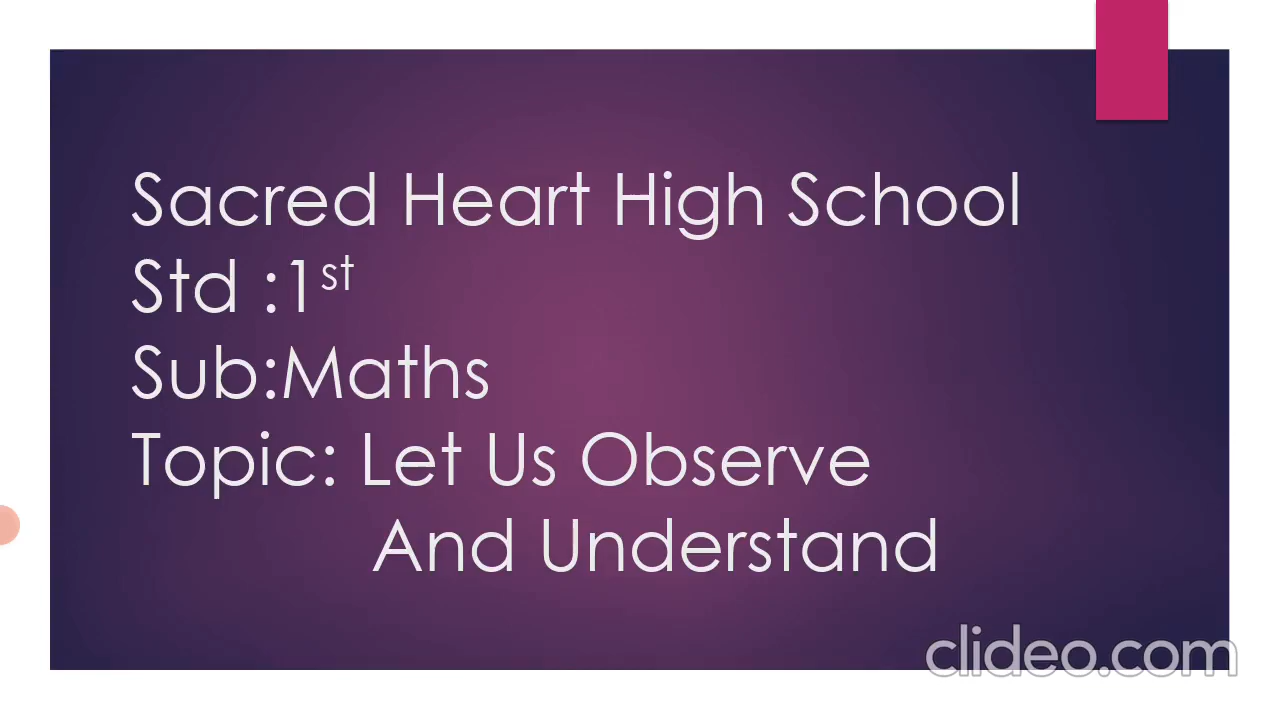 Sacred Heart High School
Std :1st
Sub:Maths
Topic: Let Us Observe
And Understand
clideo.com